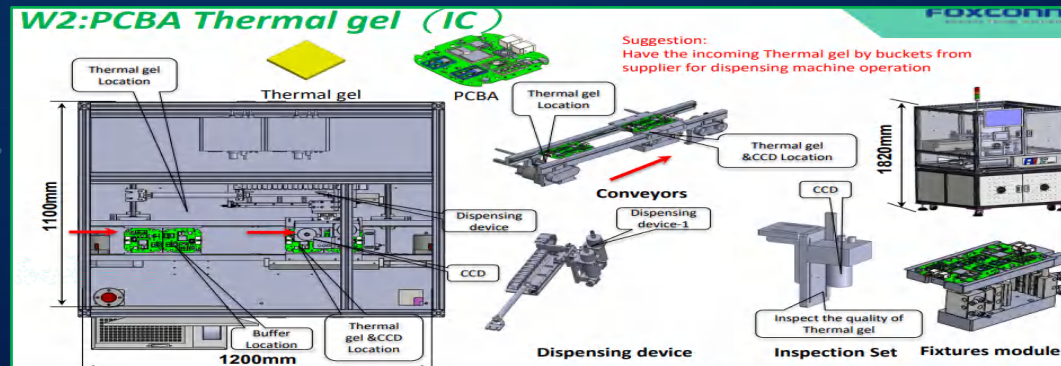 W2:PCBA Thermal gel （IC）
FOXCONN
Suggestion:
Have the incoming Thermal gel by buckets from
supplier for dispensing machine operation
Thermal gel
Location
Thermal gel
PCBA
Thermal gel
Location
Thermal gel
&CCD Location
Conveyors
1820mm
1100mm
Dispensing
device
CCD
Dispensing
device-1
CCD
Buffer
Location
Thermal
gel &CCD
Location
1200mm
Dispensing device
Inspect the quality of
Thermal gel
Inspection Set
Fixtures module